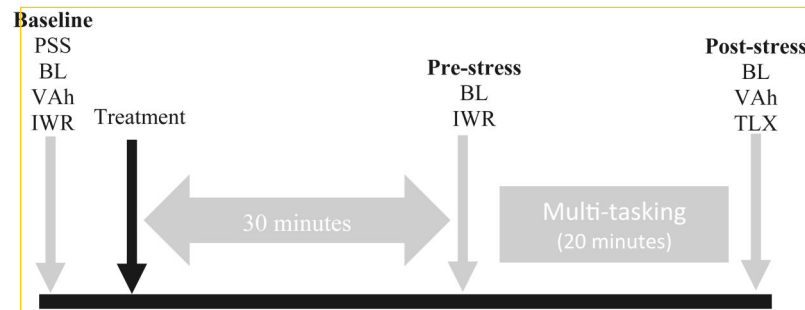 Baseline
PSS
BL
VAh
IWR
Treatment
30 minutes
Pre-stress
BL
IWR
Multi-tasking
(20 minutes)
Post-stress
BL
VAh
TLX